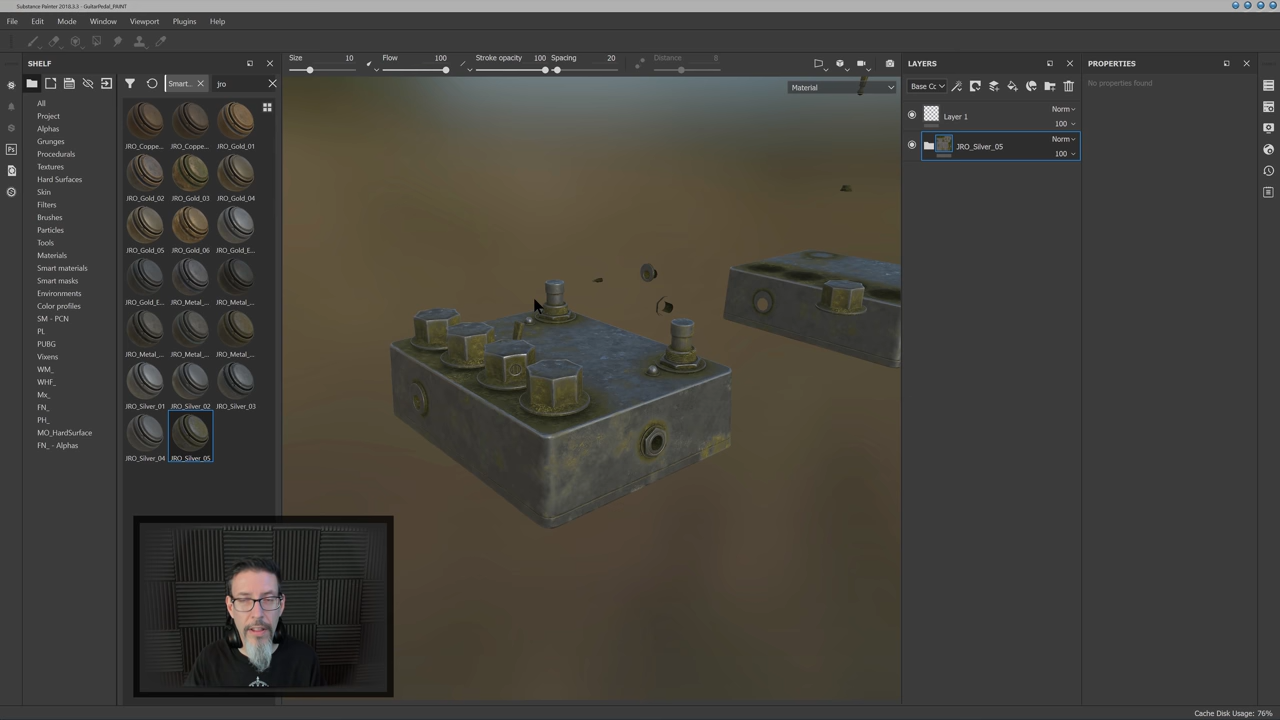 Substance Painter 2018.3.3 - GuitarPedal_PAINT
File Edit Mode Window Viewport Plugins Help
SHELF
Size 10 Flow 100 Stroke opacity 100 Spacing 20 Distance 8
Smart... jro
Material
All
Project
Alphas
Grunges
Procedurals
Textures
Hard Surfaces
Skin
Filters
Brushes
Particles
Tools
Materials
Smart materials
Smart masks
Environments
Color profiles
SM - PCN
PL
PUBG
Vixens
WM_
WHF_
Mx_
FN_
PH_
MO_HardSurface
FN_ - Alphas
JRO_Coppe... JRO_Coppe... JRO_Gold_01
JRO_Gold_02 JRO_Gold_03 JRO_Gold_04
JRO_Gold_05 JRO_Gold_06 JRO_Gold_E...
JRO_Gold_E... JRO_Metal_... JRO_Metal_...
JRO_Metal_... JRO_Metal_... JRO_Metal_...
JRO_Silver_01 JRO_Silver_02 JRO_Silver_03
JRO_Silver_04 JRO_Silver_05
LAYERS
Base Cc
Layer 1 Norm 100
JRO_Silver_05 Norm 100
PROPERTIES
No properties found
Cache Disk Usage: 76%